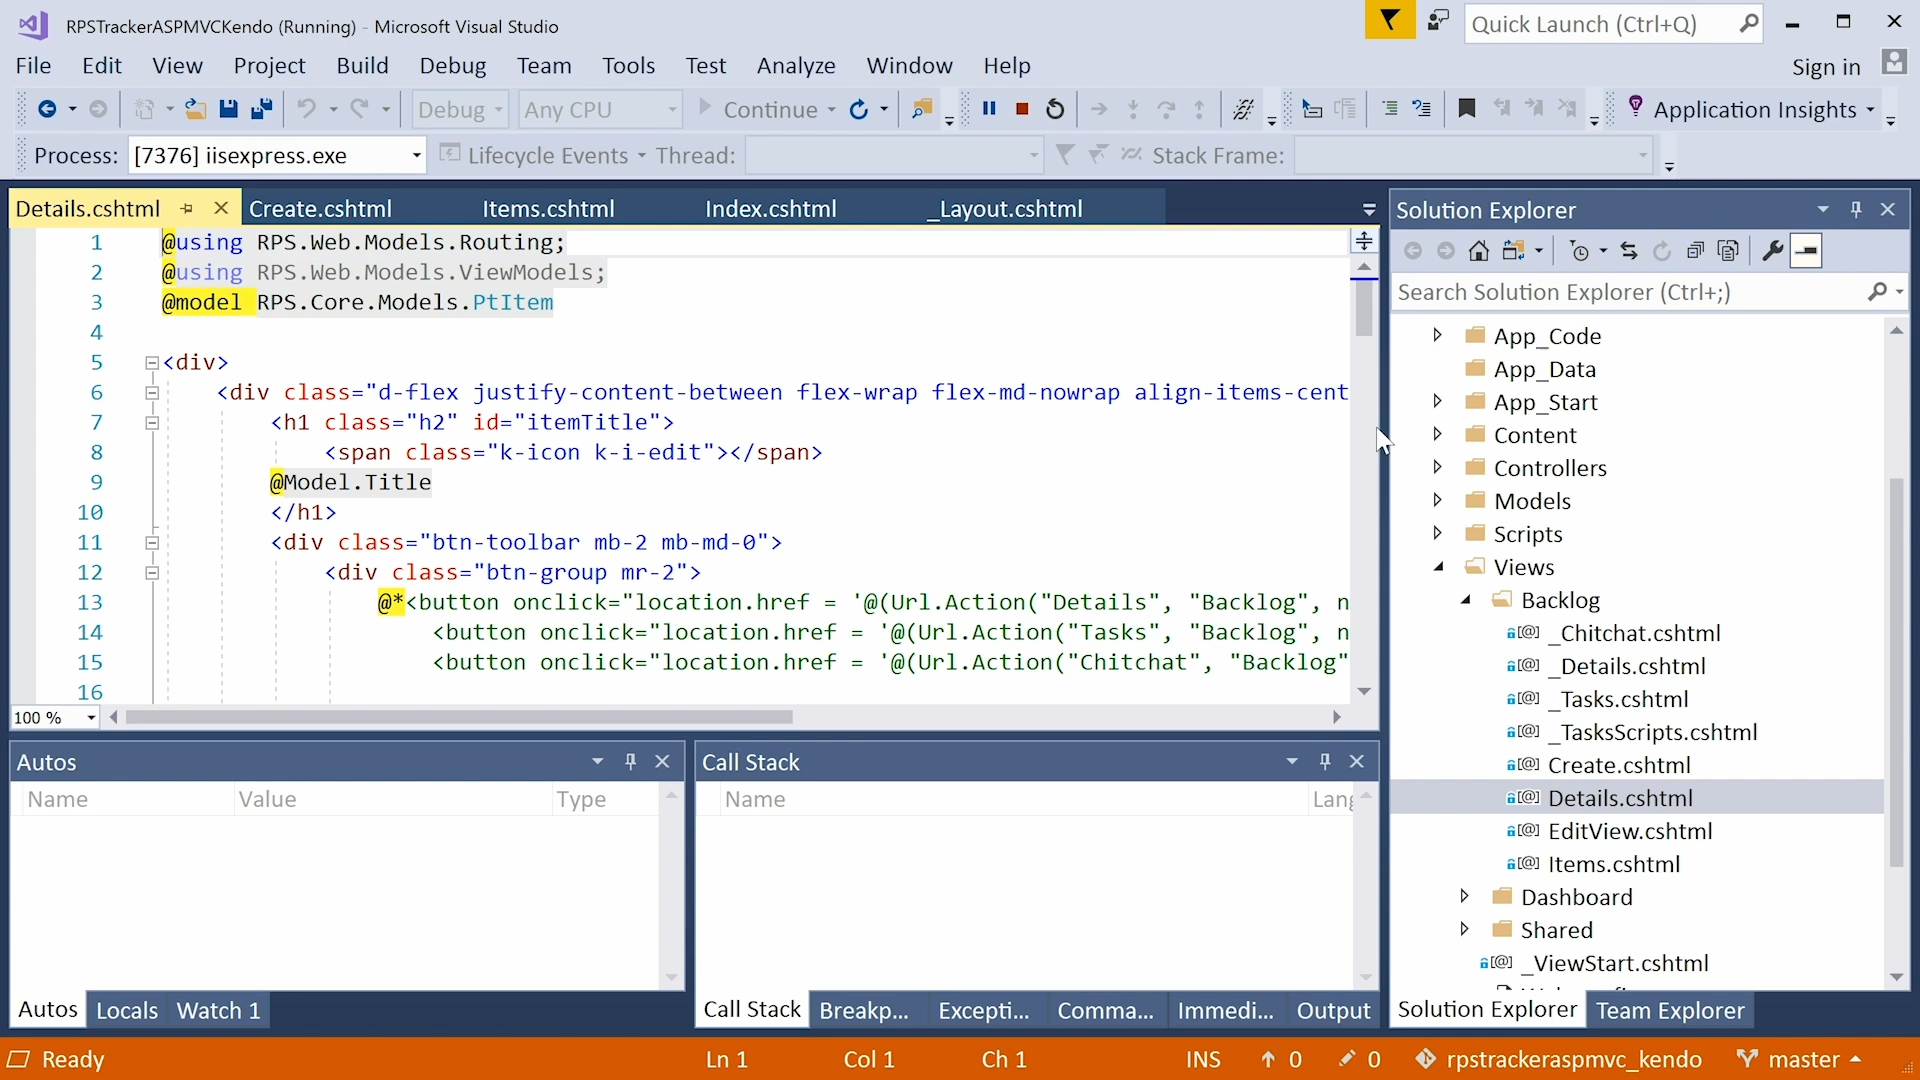 RPSTrackerASPMVCKendo (Running) - Microsoft Visual Studio
Quick Launch (Ctrl+Q)
File Edit View Project Build Debug Team Tools Test Analyze Window Help
Sign in
Debug Any CPU Continue Application Insights
Process: [7376] iisexpress.exe Lifecycle Events Thread: Stack Frame:
Details.cshtml Create.cshtml Items.cshtml Index.cshtml _Layout.cshtml
1 @using RPS.Web.Models.Routing;
2 @using RPS.Web.Models.ViewModels;
3 @model RPS.Core.Models.PtItem
4
5 <div>
6 <div class="d-flex justify-content-between flex-wrap flex-md-nowrap align-items-cent
7 <h1 class="h2" id="itemTitle">
8 <span class="k-icon k-i-edit"></span>
9 @Model.Title
10 </h1>
11 <div class="btn-toolbar mb-2 mb-md-0">
12 <div class="btn-group mr-2">
13 @*<button onclick="location.href = '@(Url.Action("Details", "Backlog", n
14 <button onclick="location.href = '@(Url.Action("Tasks", "Backlog", n
15 <button onclick="location.href = '@(Url.Action("Chitchat", "Backlog"
16
100 %
Solution Explorer
Search Solution Explorer (Ctrl+;)
App_Code
App_Data
App_Start
Content
Controllers
Models
Scripts
Views
Backlog
_Chitchat.cshtml
_Details.cshtml
_Tasks.cshtml
_TasksScripts.cshtml
Create.cshtml
Details.cshtml
EditView.cshtml
Items.cshtml
Dashboard
Shared
_ViewStart.cshtml
Solution Explorer Team Explorer
Autos
Name Value Type
Autos Locals Watch 1
Call Stack
Name Lang
Call Stack Breakp... Excepti... Comma... Immedi... Output
Ready Ln 1 Col 1 Ch 1 INS 0 0 rpstrackeraspmvc_kendo master